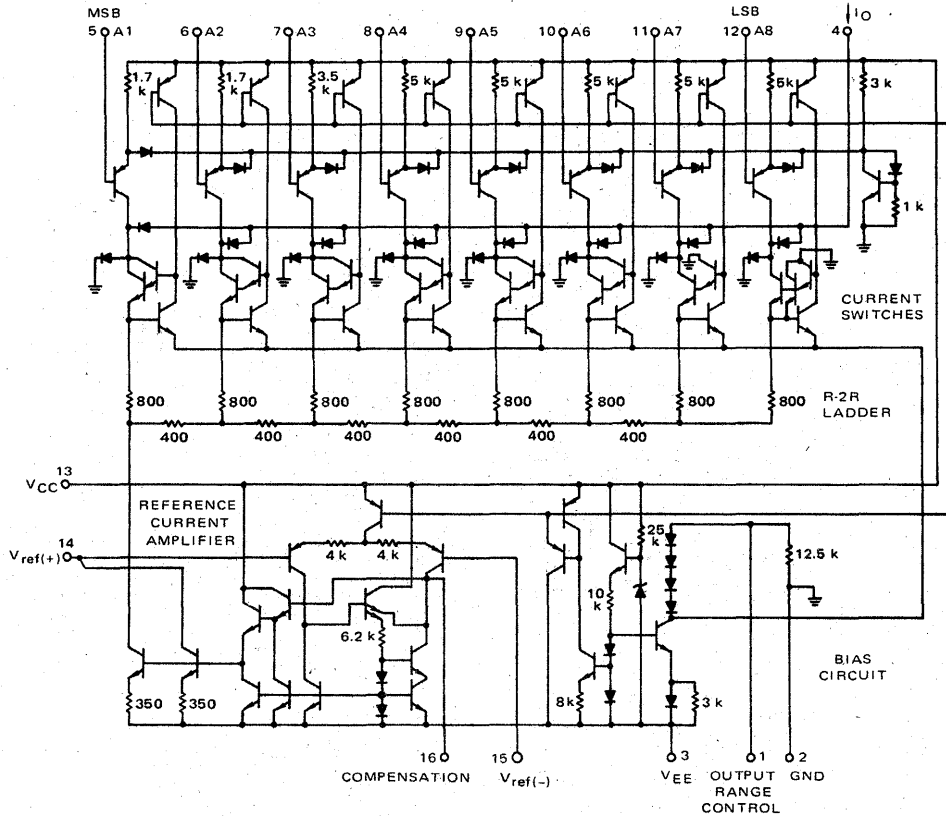 MSB LSB IO
5 A1 6 A2 7 A3 8 A4 9 A5 10 A6 11 A7 12 A8 4
1.7 k 1.7 k 3.5 k 5 k 5 k 5 k 5 k 5k 3 k
1 k
CURRENT
SWITCHES
800 800 800 800 800 800 800 800
R-2R
LADDER
400 400 400 400 400 400
13
VCC
REFERENCE
CURRENT
AMPLIFIER
14
Vref(+)
4 k 4 k
25 k
12.5 k
10 k
6.2 k
BIAS
CIRCUIT
350 350 8k 3 k
16 15 3 1 2
COMPENSATION Vref(-) VEE OUTPUT GND
RANGE
CONTROL